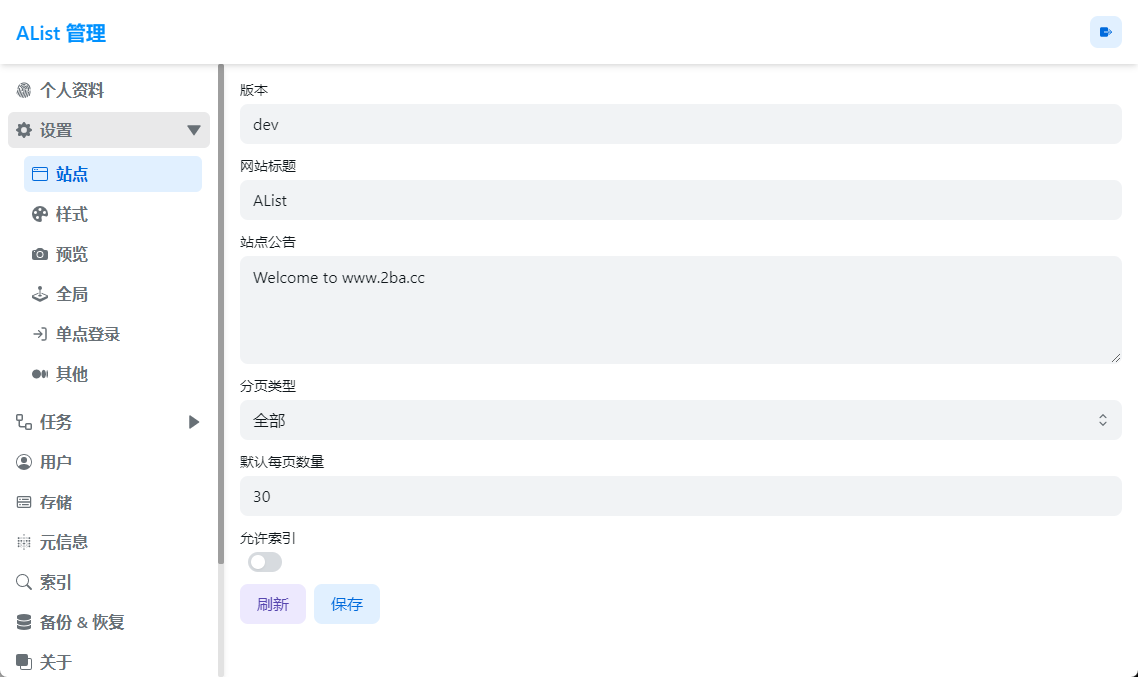 AList 管理
个人资料
设置
站点
样式
预览
全局
单点登录
其他
任务
用户
存储
元信息
索引
备份 & 恢复
关于
版本
dev
网站标题
AList
站点公告
Welcome to www.2ba.cc
分页类型
全部
默认每页数量
30
允许索引
刷新 保存